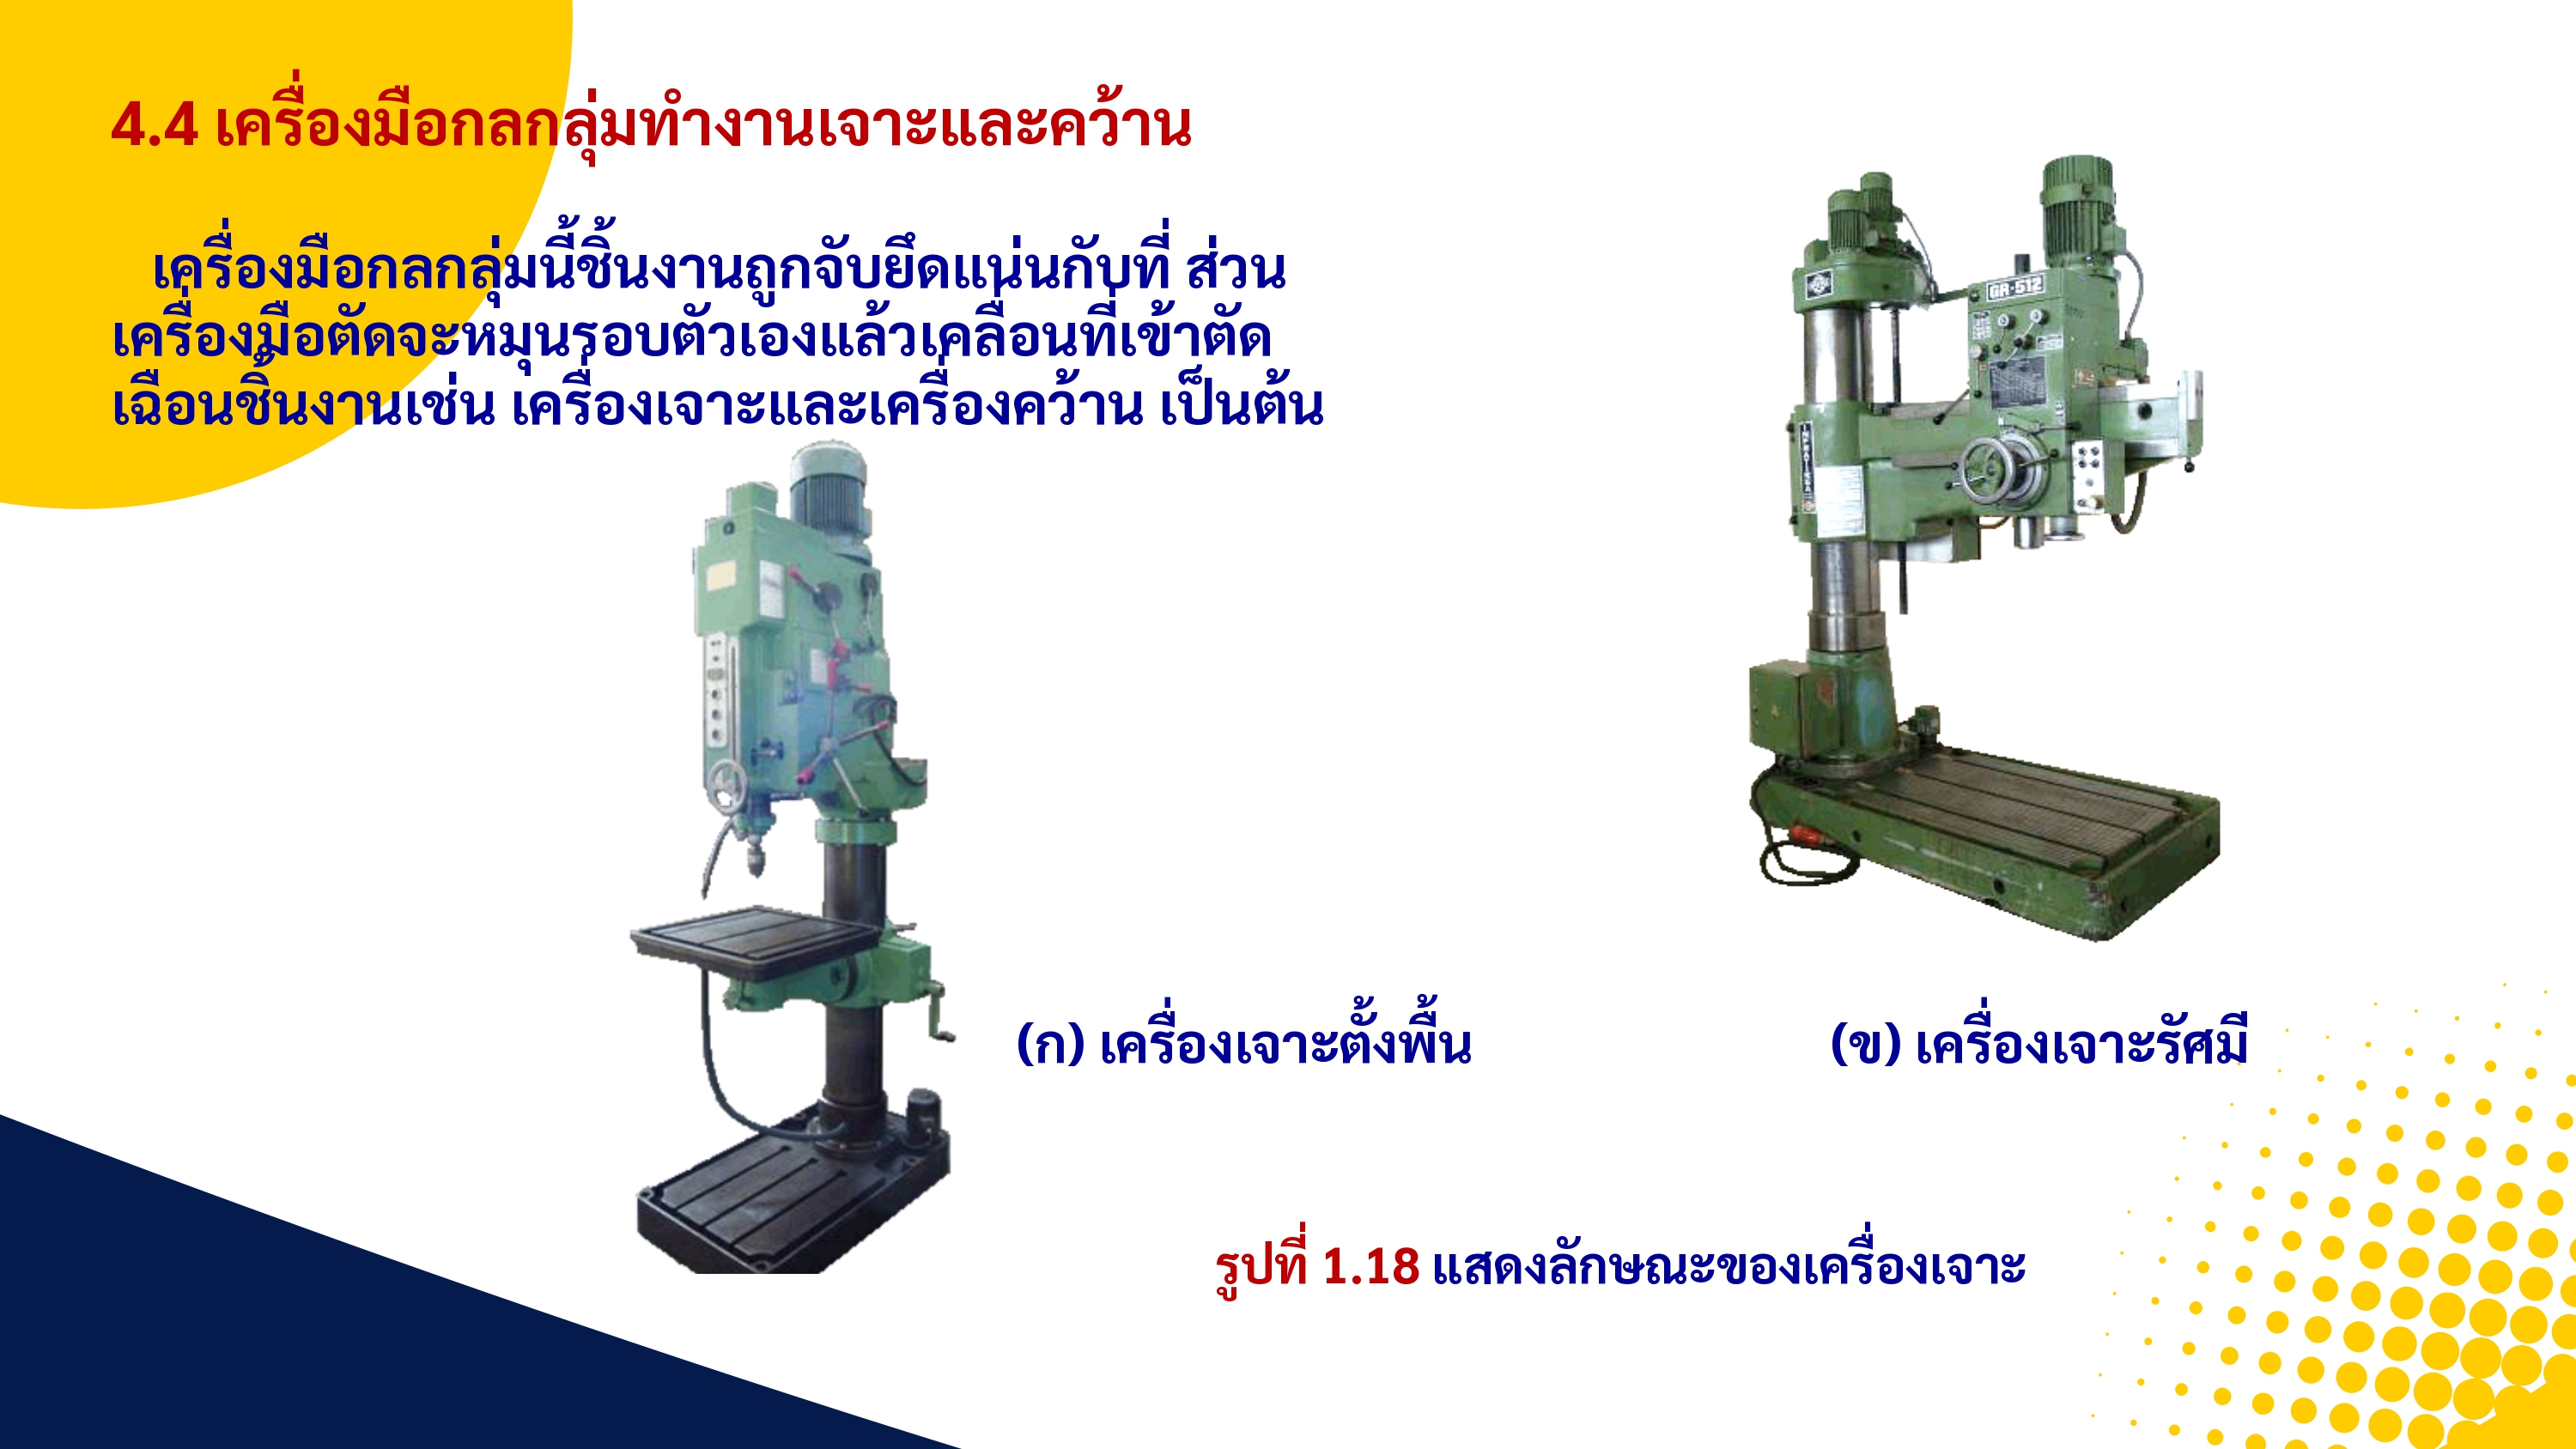 4.4 เครื่องมือกลกลุ่มทำงานเจาะและคว้าน
เครื่องมือกลกลุ่มนี้ชิ้นงานถูกจับยึดแน่นกับที่ ส่วน
เครื่องมือตัดจะหมุนรอบตัวเองแล้วเคลื่อนที่เข้าตัด
เฉือนชิ้นงานเช่น เครื่องเจาะและเครื่องคว้าน เป็นต้น
GR-512
(ก) เครื่องเจาะตั้งพื้น
(ข) เครื่องเจาะรัศมี
รูปที่ 1.18 แสดงลักษณะของเครื่องเจาะ